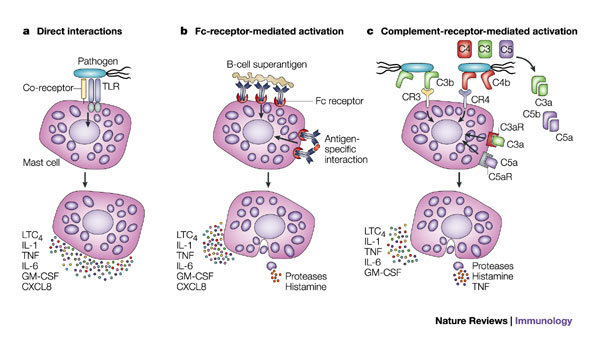 a Direct interactions
Pathogen
Co-receptor
TLR
Mast cell
LTC4
IL-1
TNF
IL-6
GM-CSF
CXCL8
b Fc-receptor-mediated activation
B-cell superantigen
Fc receptor
Antigen-
specific
interaction
LTC4
IL-1
TNF
IL-6
GM-CSF
CXCL8
Proteases
Histamine
c Complement-receptor-mediated activation
C4 C3 C5
C3b
C4b
CR3
CR4
C3a
C5b
C5a
C3aR
C3a
C5a
C5aR
LTC4
IL-1
TNF
IL-6
GM-CSF
Proteases
Histamine
TNF
Nature Reviews | Immunology